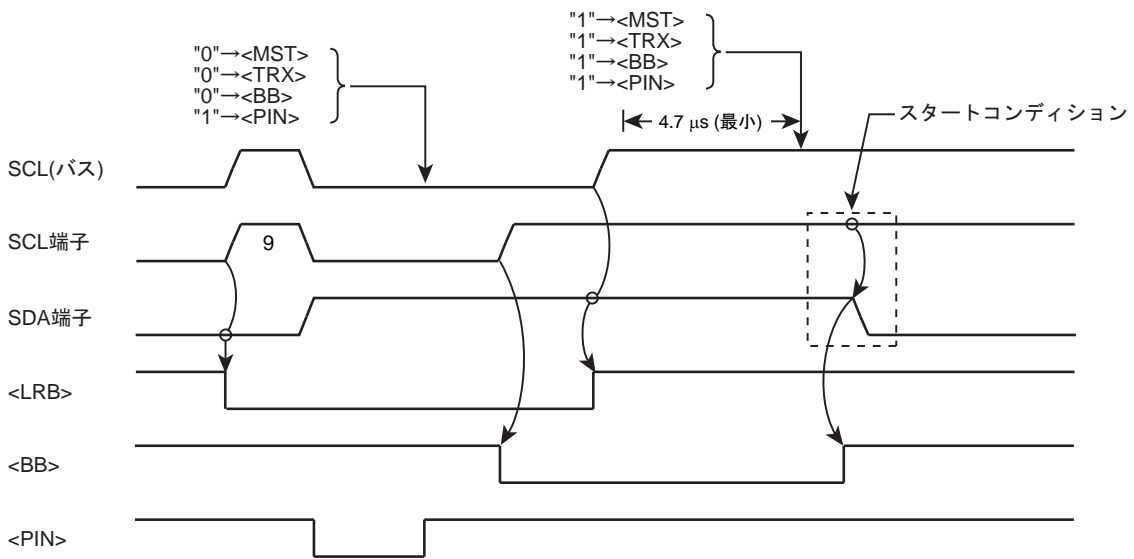 "0"→<MST>
"0"→<TRX>
"0"→<BB>
"1"→<PIN>
"1"→<MST>
"1"→<TRX>
"1"→<BB>
"1"→<PIN>
4.7 μs (最小)
スタートコンディション
SCL(バス)
SCL端子
9
SDA端子
<LRB>
<BB>
<PIN>